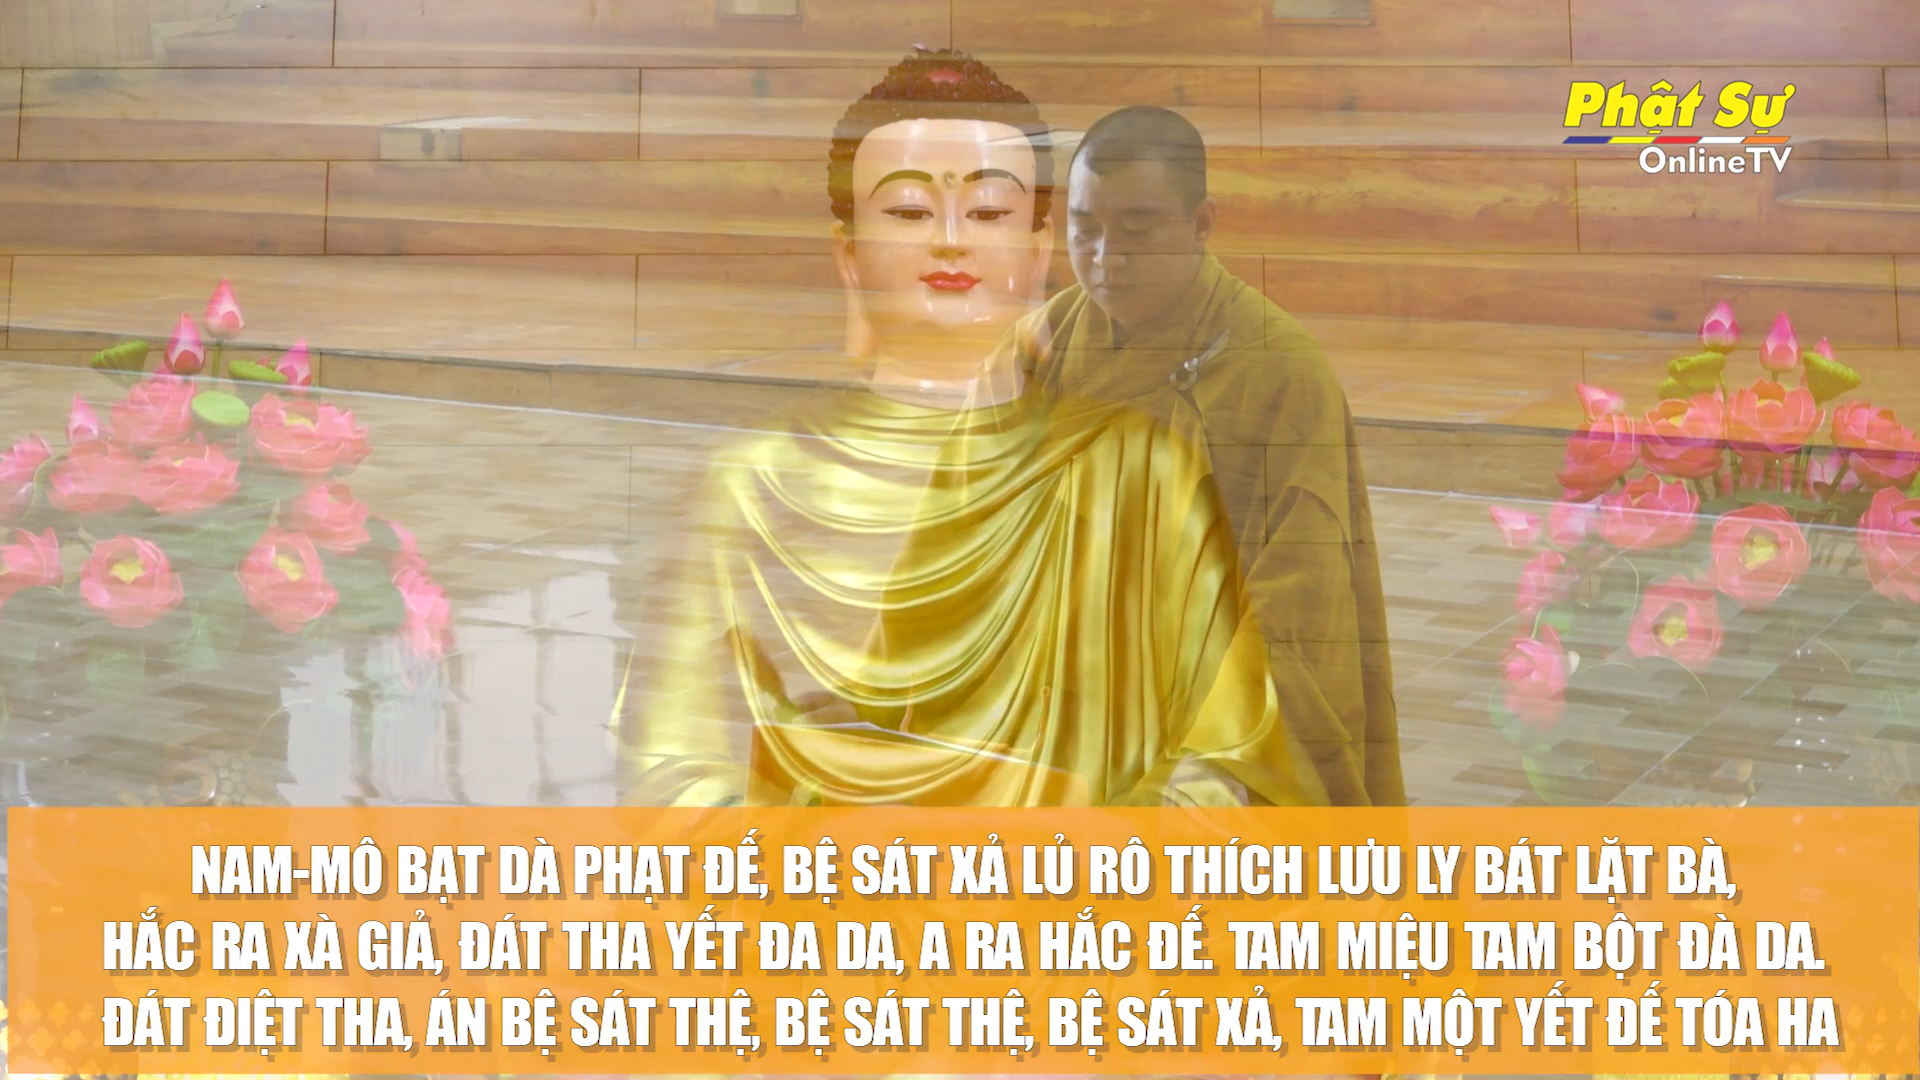 Phật Sự
OnlineTV
NAM-MÔ BẠT DÀ PHẠT ĐẾ, BỆ SÁT XẢ LỦ RÔ THÍCH LƯU LY BÁT LẶT BÀ,
HẮC RA XÀ GIẢ, ĐÁT THA YẾT ĐA DA, A RA HẮC ĐẾ. TAM MIỆU TAM BỘT ĐÀ DA.
ĐÁT ĐIỆT THA, ÁN BỆ SÁT THỆ, BỆ SÁT THỆ, BỆ SÁT XẢ, TAM MỘT YẾT ĐẾ TÓA HA